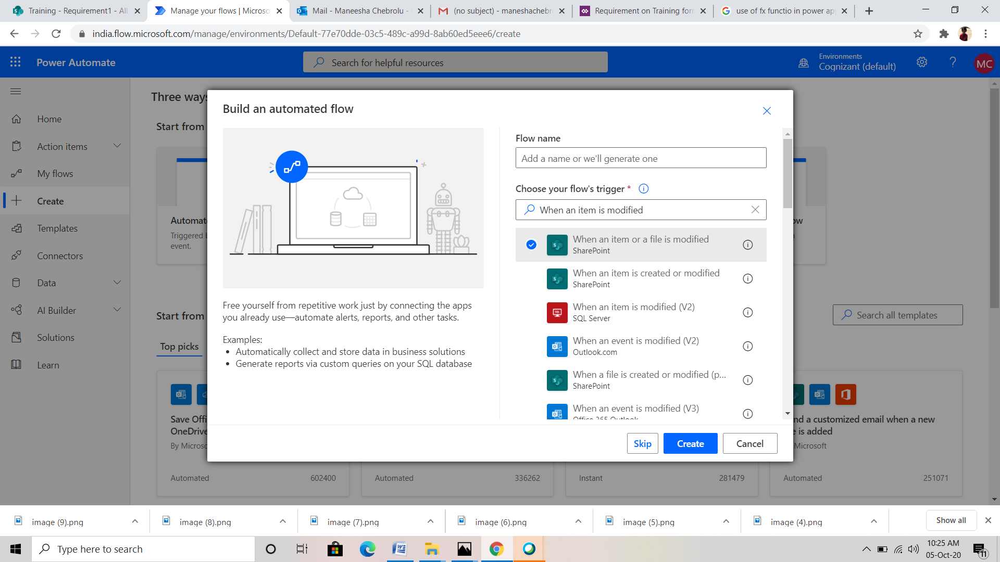 Training - Requirement1 - All
Manage your flows | Microso
Mail - Maneesha Chebrolu -
(no subject) - maneshachebr
Requirement on Training for
use of fx functio in power ap
india.flow.microsoft.com/manage/environments/Default-77e70dde-03c5-489c-a99d-8ab60ed5eee6/create
Power Automate
Search for helpful resources
Environments
Cognizant (default)
MC
Home
Action items
My flows
Create
Templates
Connectors
Data
AI Builder
Solutions
Learn
Three ways
Start from
Automat
Triggered
event.
Start from
Top picks
Search all templates
Build an automated flow
Free yourself from repetitive work just by connecting the apps
you already use—automate alerts, reports, and other tasks.
Examples:
• Automatically collect and store data in business solutions
• Generate reports via custom queries on your SQL database
Flow name
Add a name or we'll generate one
Choose your flow's trigger *
When an item is modified
When an item or a file is modified
SharePoint
When an item is created or modified
SharePoint
When an item is modified (V2)
SQL Server
When an event is modified (V2)
Outlook.com
When a file is created or modified (p...
SharePoint
When an event is modified (V3)
Office 365 Outlook
Skip
Create
Cancel
Save Offi
OneDrive
By Microso
Automated
602400
Automated
336262
Instant
281479
nd a customized email when a new
e is added
Microsoft
Automated
251071
image (9).png
image (8).png
image (7).png
image (6).png
image (5).png
image (4).png
Show all
Type here to search
10:25 AM
05-Oct-20
11